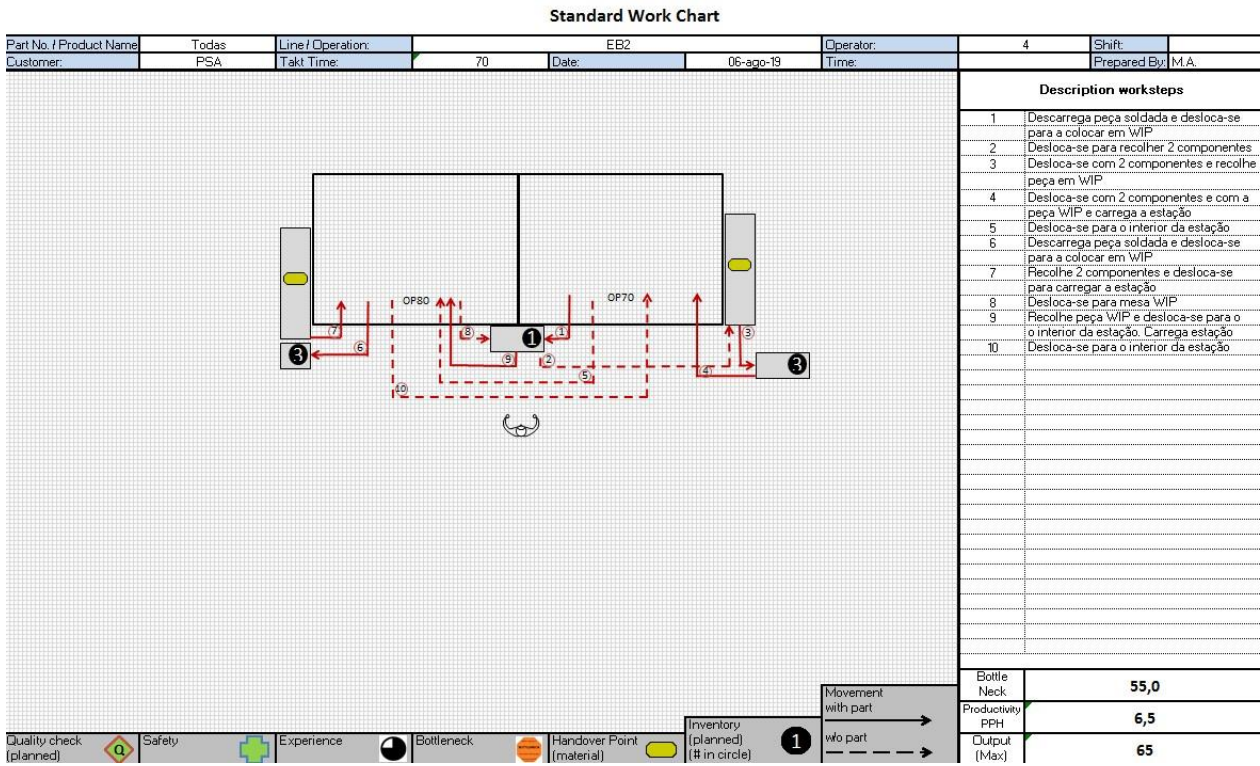 Standard Work Chart
Part No. / Product Name Todas Line / Operation: EB2 Operator: 4 Shift:
Customer: PSA Takt Time: 70 Date: 06-ago-19 Time: Prepared By: M.A.
Description worksteps
1 Descarrega peça soldada e desloca-se
para a colocar em WIP
2 Desloca-se para recolher 2 componentes
3 Desloca-se com 2 componentes e recolhe
peça em WIP
4 Desloca-se com 2 componentes e com a
peça WIP e carrega a estação
5 Desloca-se para o interior da estação
6 Descarrega peça soldada e desloca-se
para a colocar em WIP
7 Recolhe 2 componentes e desloca-se
para carregar a estação
8 Desloca-se para mesa WIP
9 Recolhe peça WIP e desloca-se para o
o interior da estação. Carrega estação
10 Desloca-se para o interior da estação
OP80 OP70
7 8 1 1 3
6 3 9 2 5 4 3
10
Bottle
Neck 55,0
Productivity
PPH 6,5
Output
(Max) 65
Quality check
(planned) Q
Safety
Experience
Bottleneck
Handover Point
(material)
Inventory
(planned)
(# in circle) 1
Movement
with part
w/o part